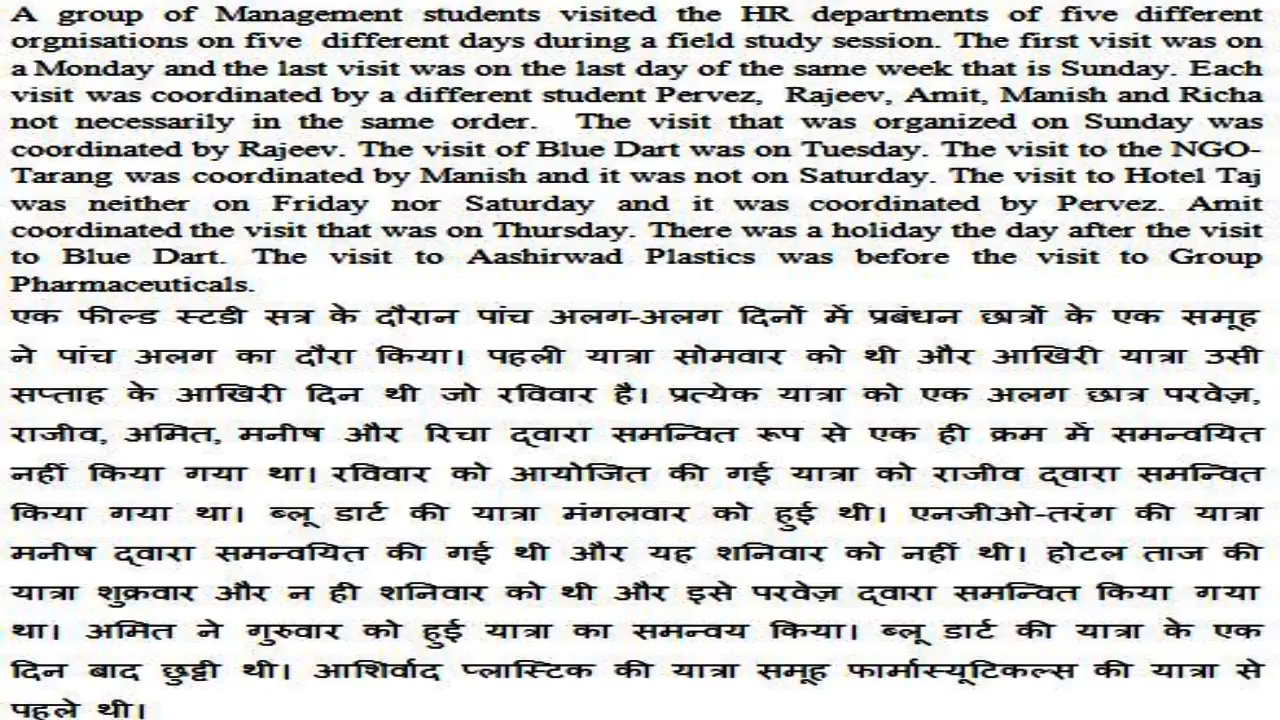 A group of Management students visited the HR departments of five different
orgnisations on five different days during a field study session. The first visit was on
a Monday and the last visit was on the last day of the same week that is Sunday. Each
visit was coordinated by a different student Pervez, Rajeev, Amit, Manish and Richa
not necessarily in the same order. The visit that was organized on Sunday was
coordinated by Rajeev. The visit of Blue Dart was on Tuesday. The visit to the NGO-
Tarang was coordinated by Manish and it was not on Saturday. The visit to Hotel Taj
was neither on Friday nor Saturday and it was coordinated by Pervez. Amit
coordinated the visit that was on Thursday. There was a holiday the day after the visit
to Blue Dart. The visit to Aashirwad Plastics was before the visit to Group
Pharmaceuticals.
एक फील्ड स्टडी सत्र के दौरान पांच अलग-अलग दिनों में प्रबंधन छात्रों के एक समूह
ने पांच अलग का दौरा किया। पहली यात्रा सोमवार को थी और आखिरी यात्रा उसी
सप्ताह के आखिरी दिन थी जो रविवार है। प्रत्येक यात्रा को एक अलग छात्र परवेज़,
राजीव, अमित, मनीष और रिचा द्वारा समन्वित रूप से एक ही क्रम में समन्वयित
नहीं किया गया था। रविवार को आयोजित की गई यात्रा को राजीव द्वारा समन्वित
किया गया था। ब्लू डार्ट की यात्रा मंगलवार को हुई थी। एनजीओ-तरंग की यात्रा
मनीष द्वारा समन्वयित की गई थी और यह शनिवार को नहीं थी। होटल ताज की
यात्रा शुक्रवार और न ही शनिवार को थी और इसे परवेज़ द्वारा समन्वित किया गया
था। अमित ने गुरुवार को हुई यात्रा का समन्वय किया। ब्लू डार्ट की यात्रा के एक
दिन बाद छुट्टी थी। आशिर्वाद प्लास्टिक की यात्रा समूह फार्मास्यूटिकल्स की यात्रा से
पहले थी।